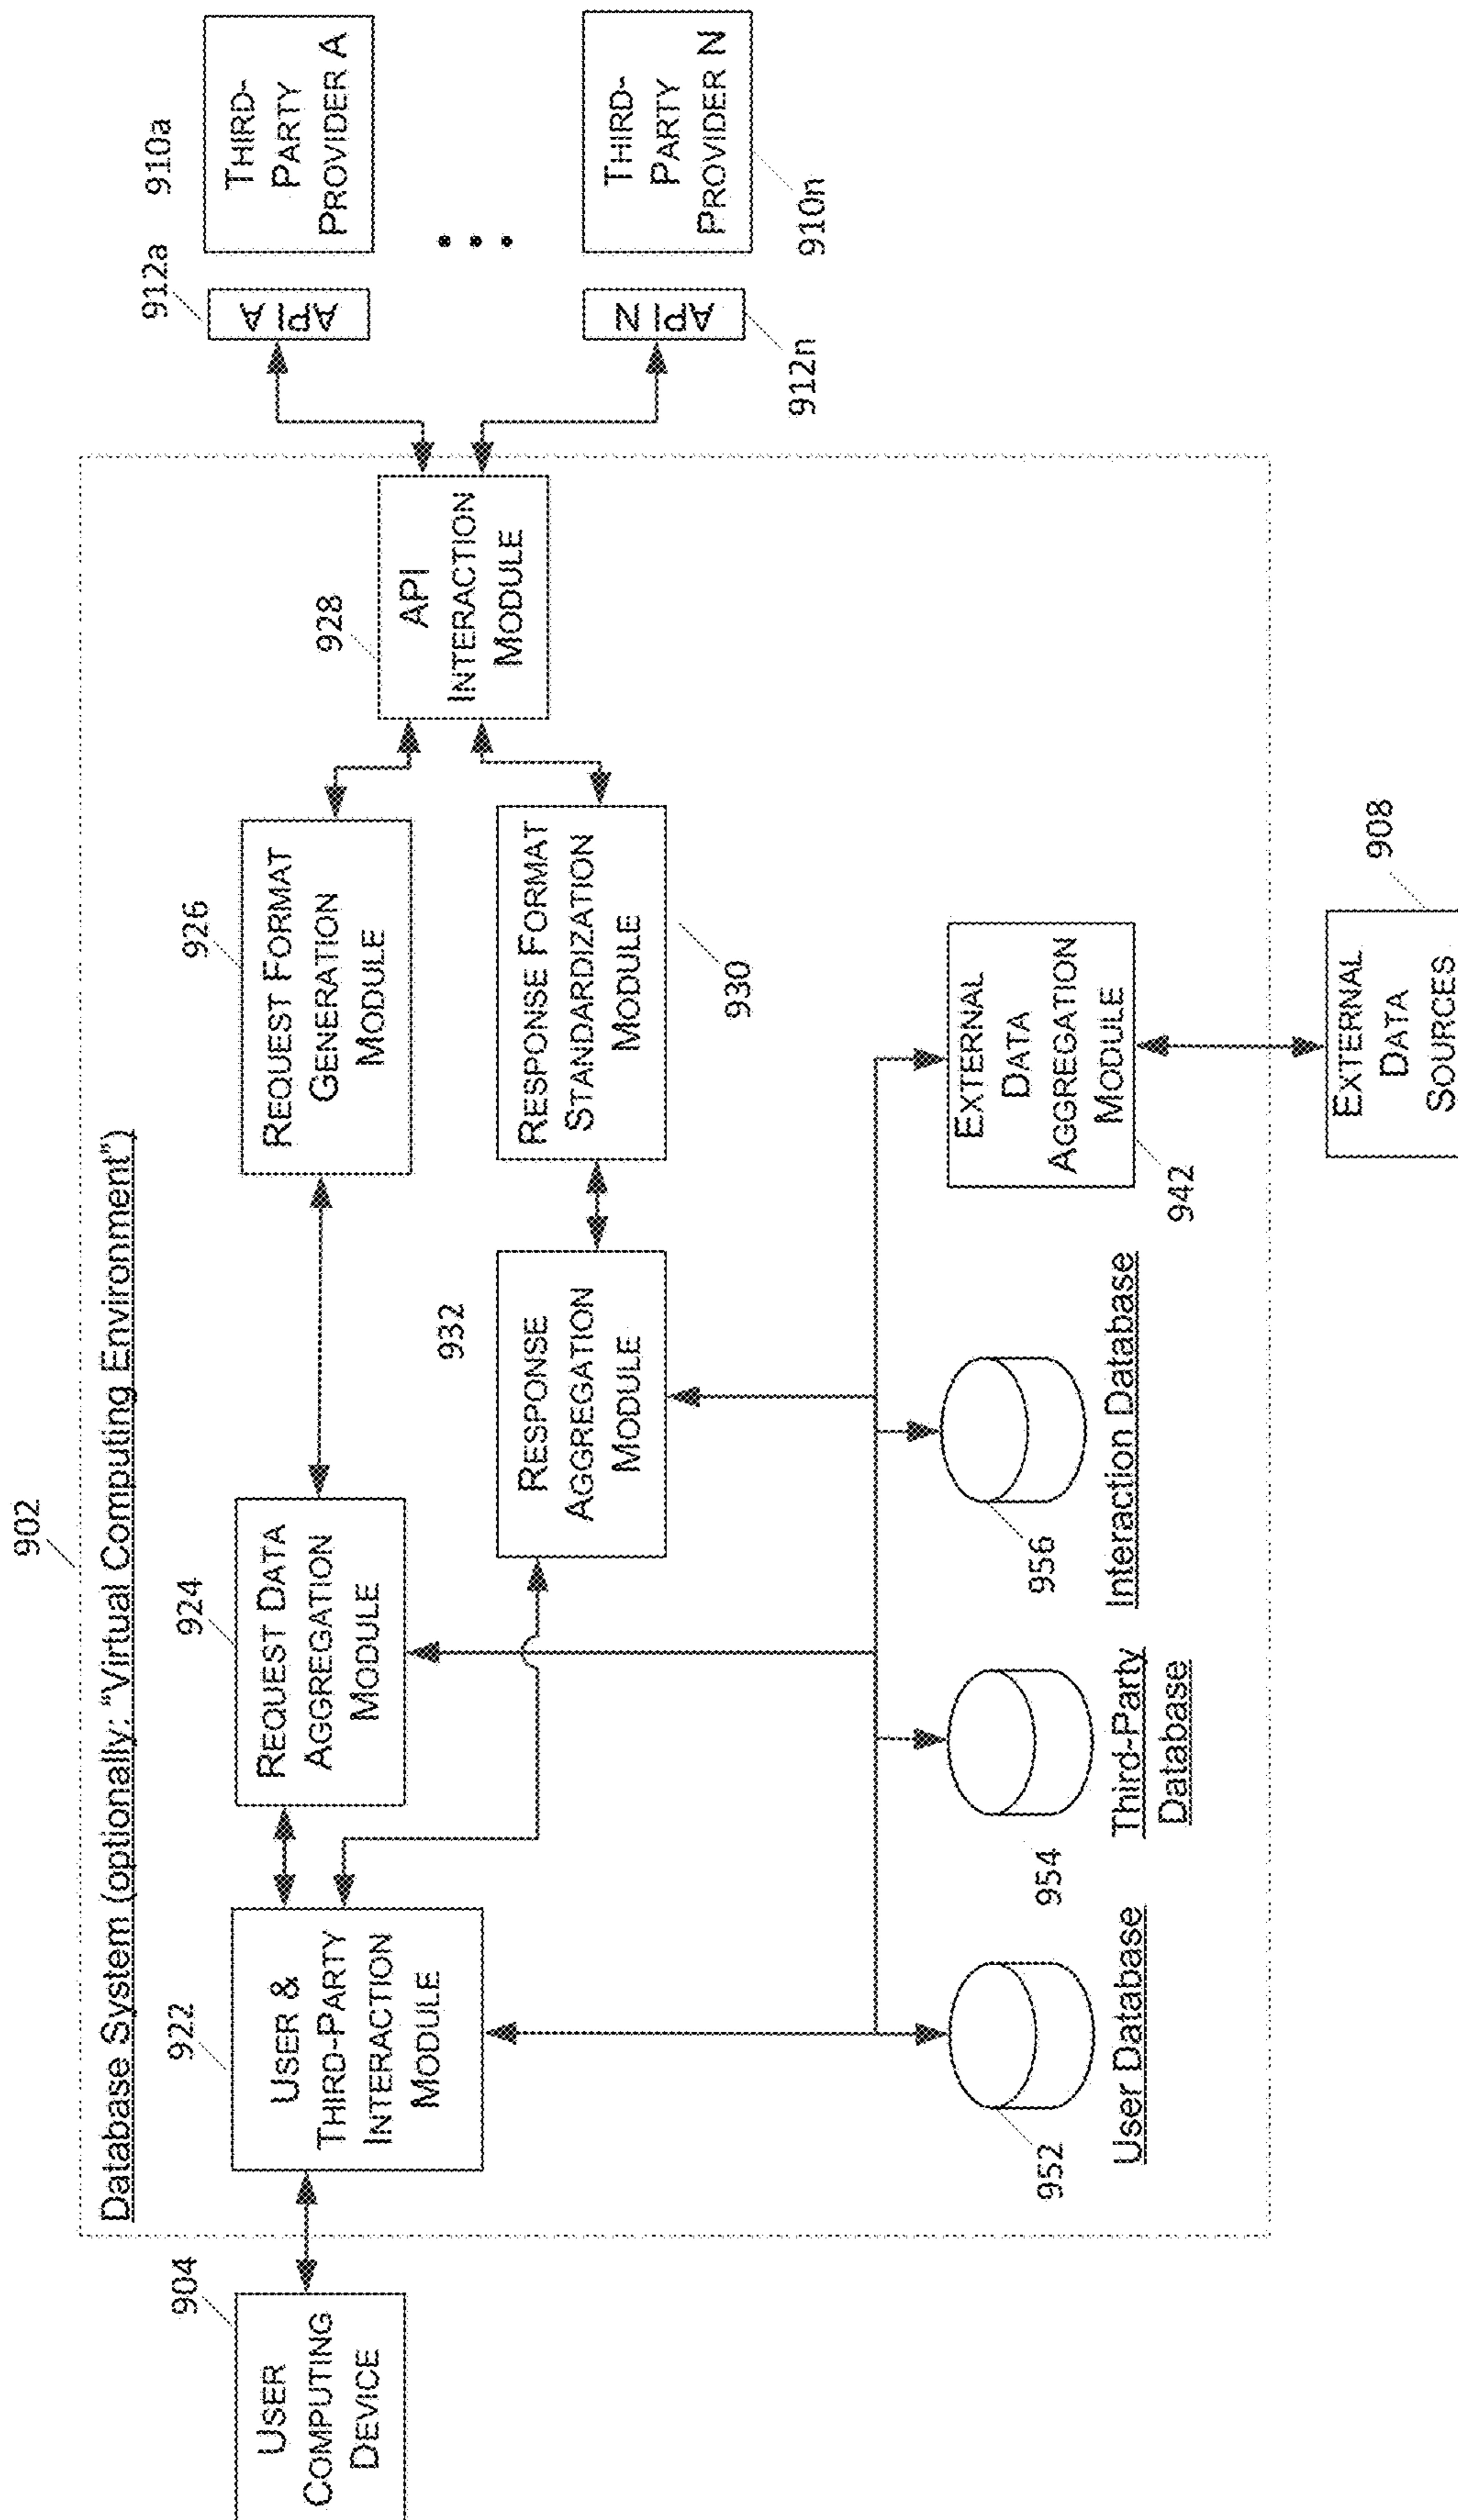 902
Database System (optionally: "Virtual Computing Environment")
904
USER
COMPUTING
DEVICE
922
USER &
THIRD-PARTY
INTERACTION
MODULE
924
REQUEST DATA
AGGREGATION
MODULE
926
REQUEST FORMAT
GENERATION
MODULE
928
API
INTERACTION
MODULE
932
RESPONSE
AGGREGATION
MODULE
RESPONSE FORMAT
STANDARDIZATION
MODULE
930
912a
API A
910a
THIRD-
PARTY
PROVIDER A
API N
912n
THIRD-
PARTY
PROVIDER N
910n
952
User Database
954
Third-Party
Database
956
Interaction Database
EXTERNAL
DATA
AGGREGATION
MODULE
942
908
EXTERNAL
DATA
SOURCES